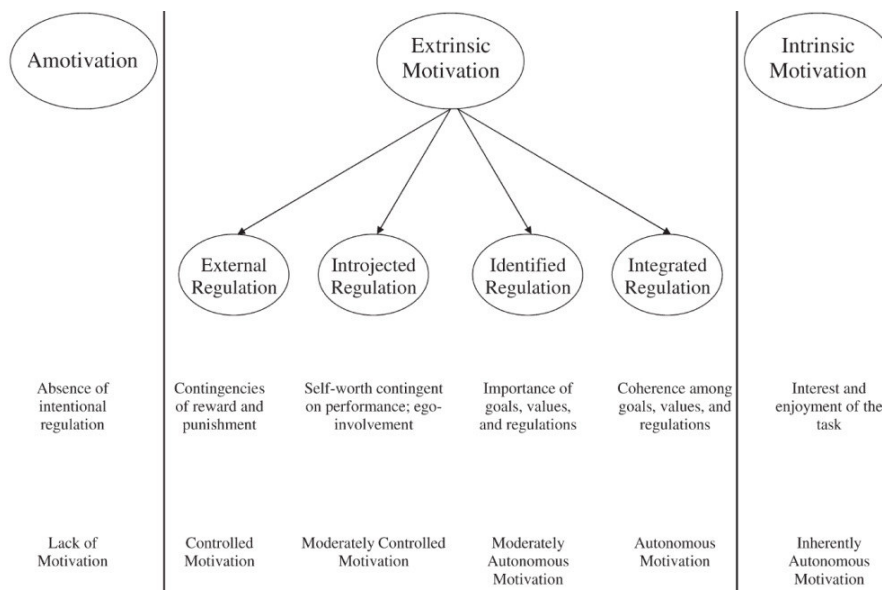 Amotivation
Extrinsic
Motivation
Intrinsic
Motivation
External
Regulation
Introjected
Regulation
Identified
Regulation
Integrated
Regulation
Absence of
intentional
regulation
Contingencies
of reward and
punishment
Self-worth contingent
on performance; ego-
involvement
Importance of
goals, values,
and regulations
Coherence among
goals, values, and
regulations
Interest and
enjoyment of the
task
Lack of
Motivation
Controlled
Motivation
Moderately Controlled
Motivation
Moderately
Autonomous
Motivation
Autonomous
Motivation
Inherently
Autonomous
Motivation